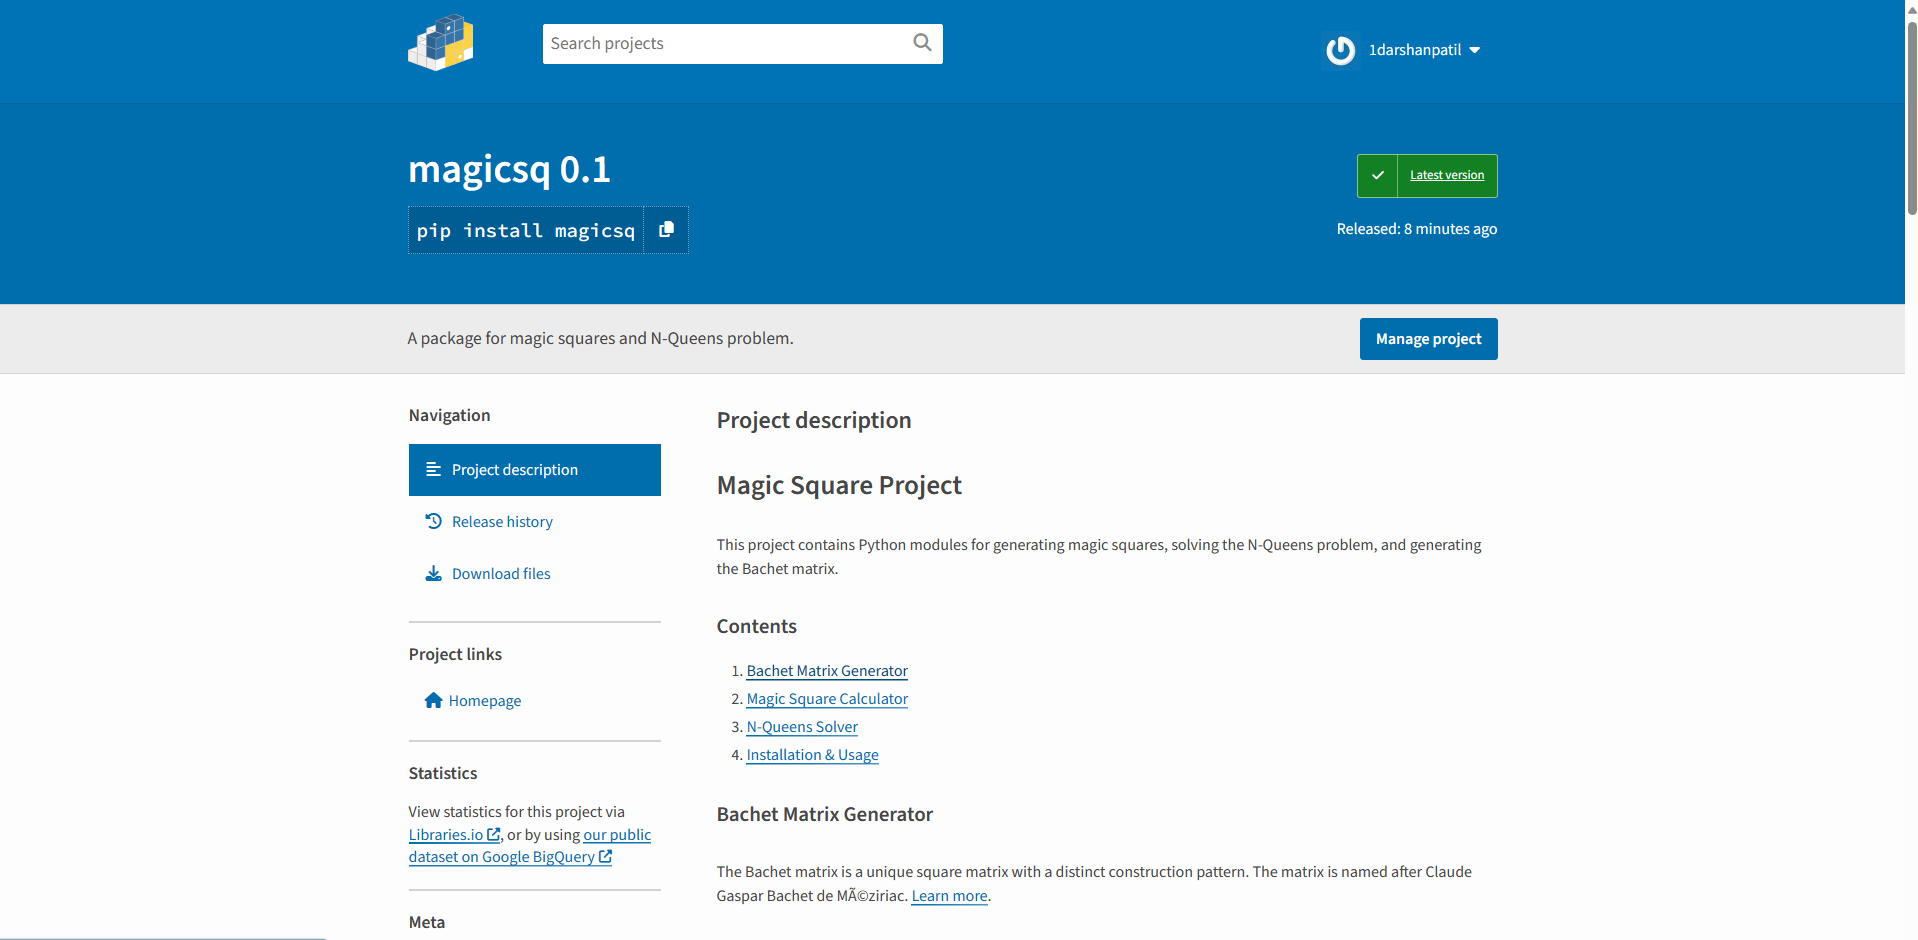 Search projects
1darshanpatil
magicsq 0.1
pip install magicsq
Latest version
Released: 8 minutes ago
A package for magic squares and N-Queens problem.
Manage project
Navigation
Project description
Release history
Download files
Project links
Homepage
Statistics
View statistics for this project via
Libraries.io, or by using our public
dataset on Google BigQuery
Meta
Project description
Magic Square Project
This project contains Python modules for generating magic squares, solving the N-Queens problem, and generating
the Bachet matrix.
Contents
1. Bachet Matrix Generator
2. Magic Square Calculator
3. N-Queens Solver
4. Installation & Usage
Bachet Matrix Generator
The Bachet matrix is a unique square matrix with a distinct construction pattern. The matrix is named after Claude
Gaspar Bachet de MÃ©ziriac. Learn more.